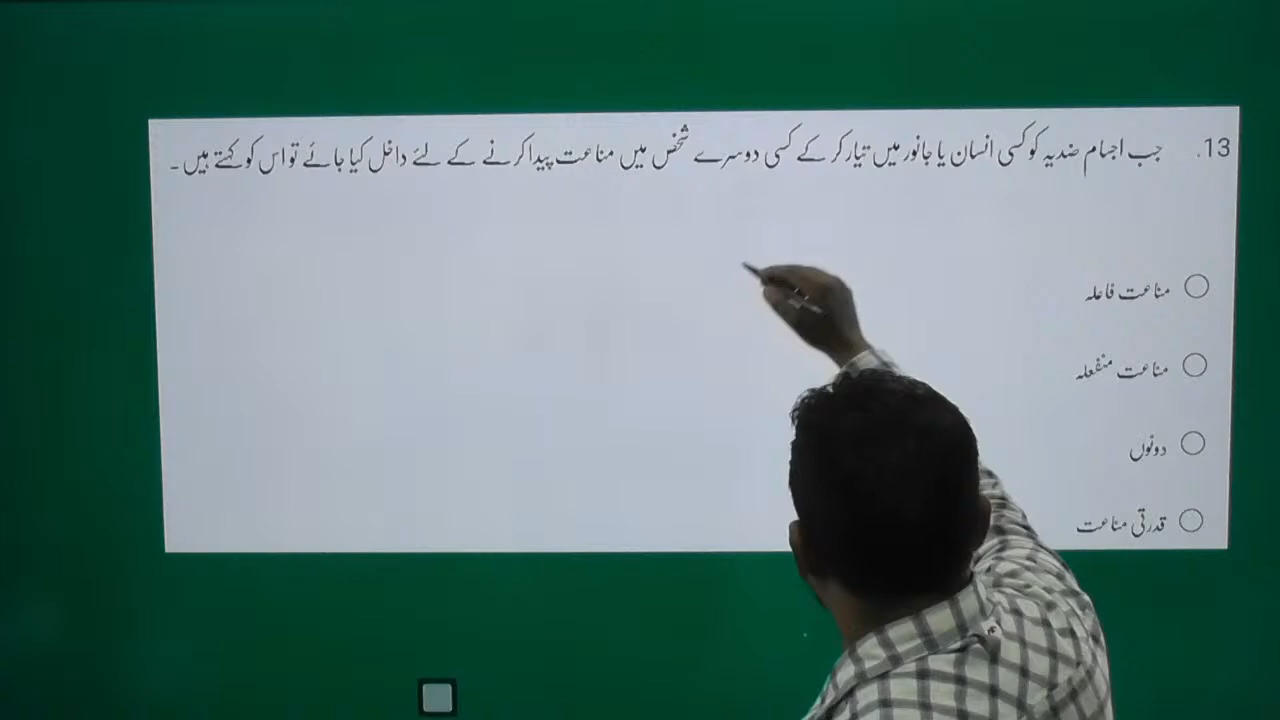 13. جب اجسام ضدیہ کو کسی انسان یا جانور میں تیار کر کے کسی دوسرے شخص میں مناعت پیدا کرنے کے لئے داخل کیا جائے تو اس کو کہتے ہیں۔
مناعت فاعلہ
مناعت منفعلہ
دونوں
قدرتی مناعت